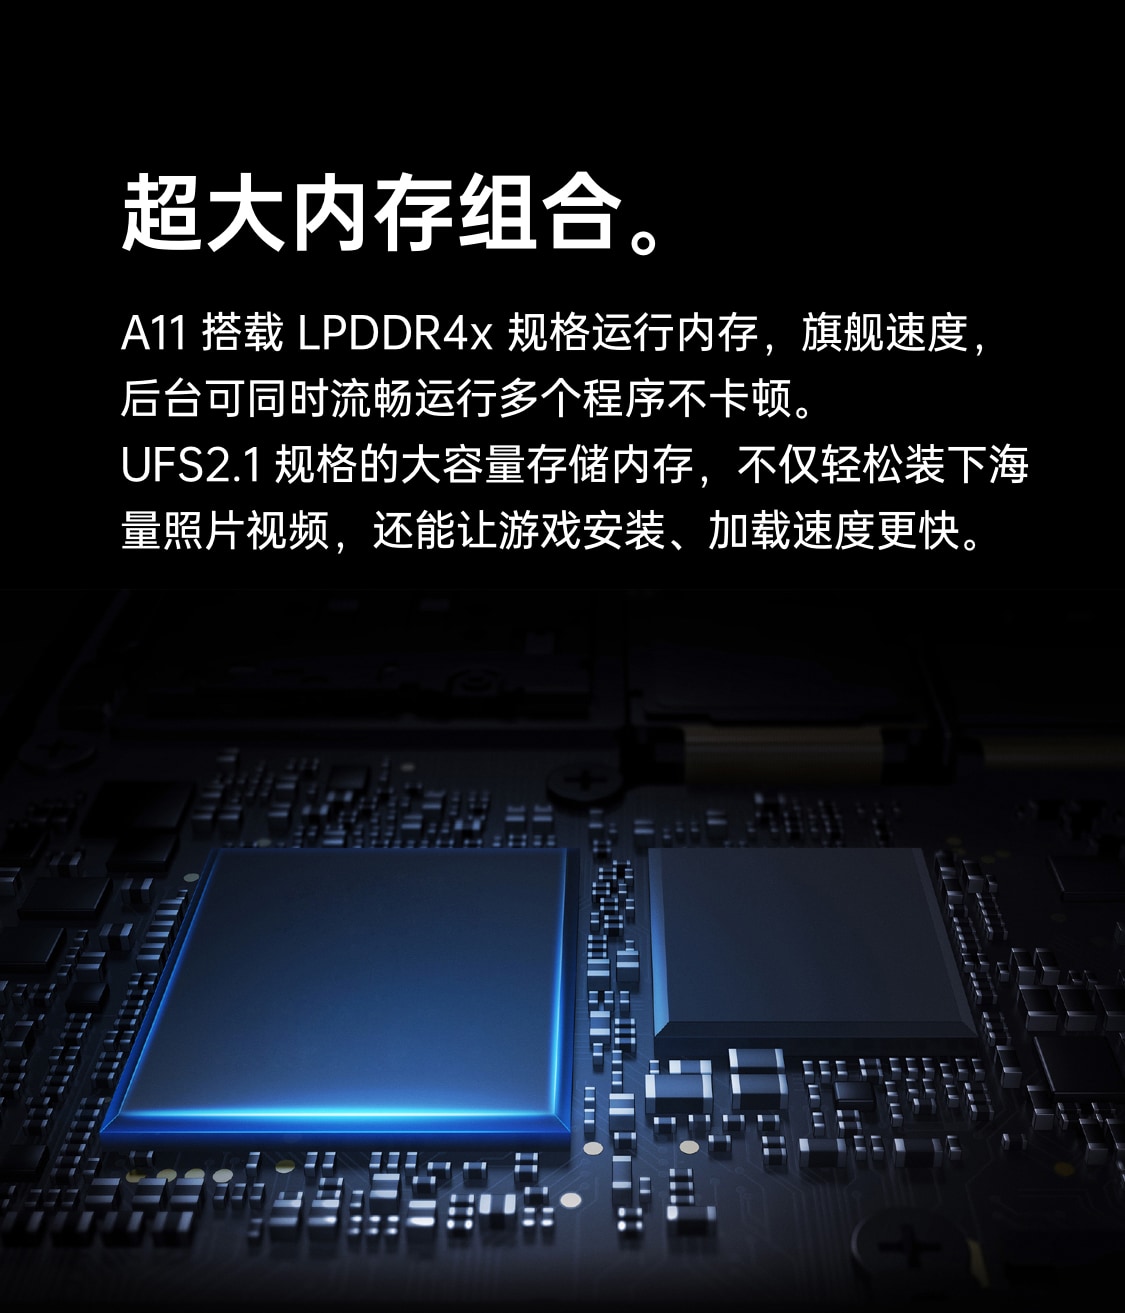 超大内存组合。
A11 搭载 LPDDR4x 规格运行内存，旗舰速度，
后台可同时流畅运行多个程序不卡顿。
UFS2.1 规格的大容量存储内存，不仅轻松装下海
量照片视频，还能让游戏安装、加载速度更快。